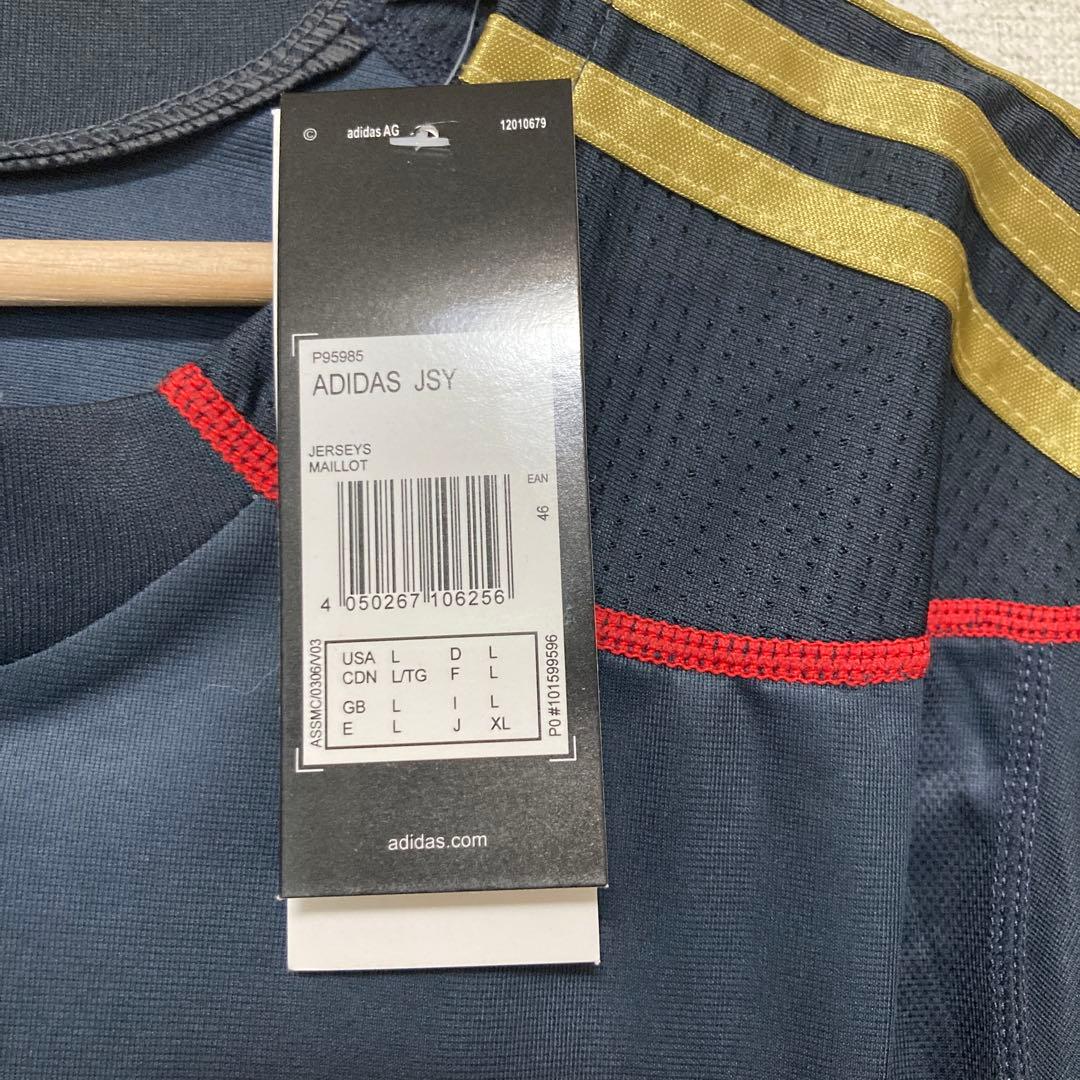 © adidas AG 12010679
P95985
ADIDAS JSY
JERSEYS
MAILLOT
EAN
46
4 050267 106256
USA L D L
CDN L/TG F L
GB L I L
E L J XL
ASSMC/0306/V03
PO #101599596
adidas.com